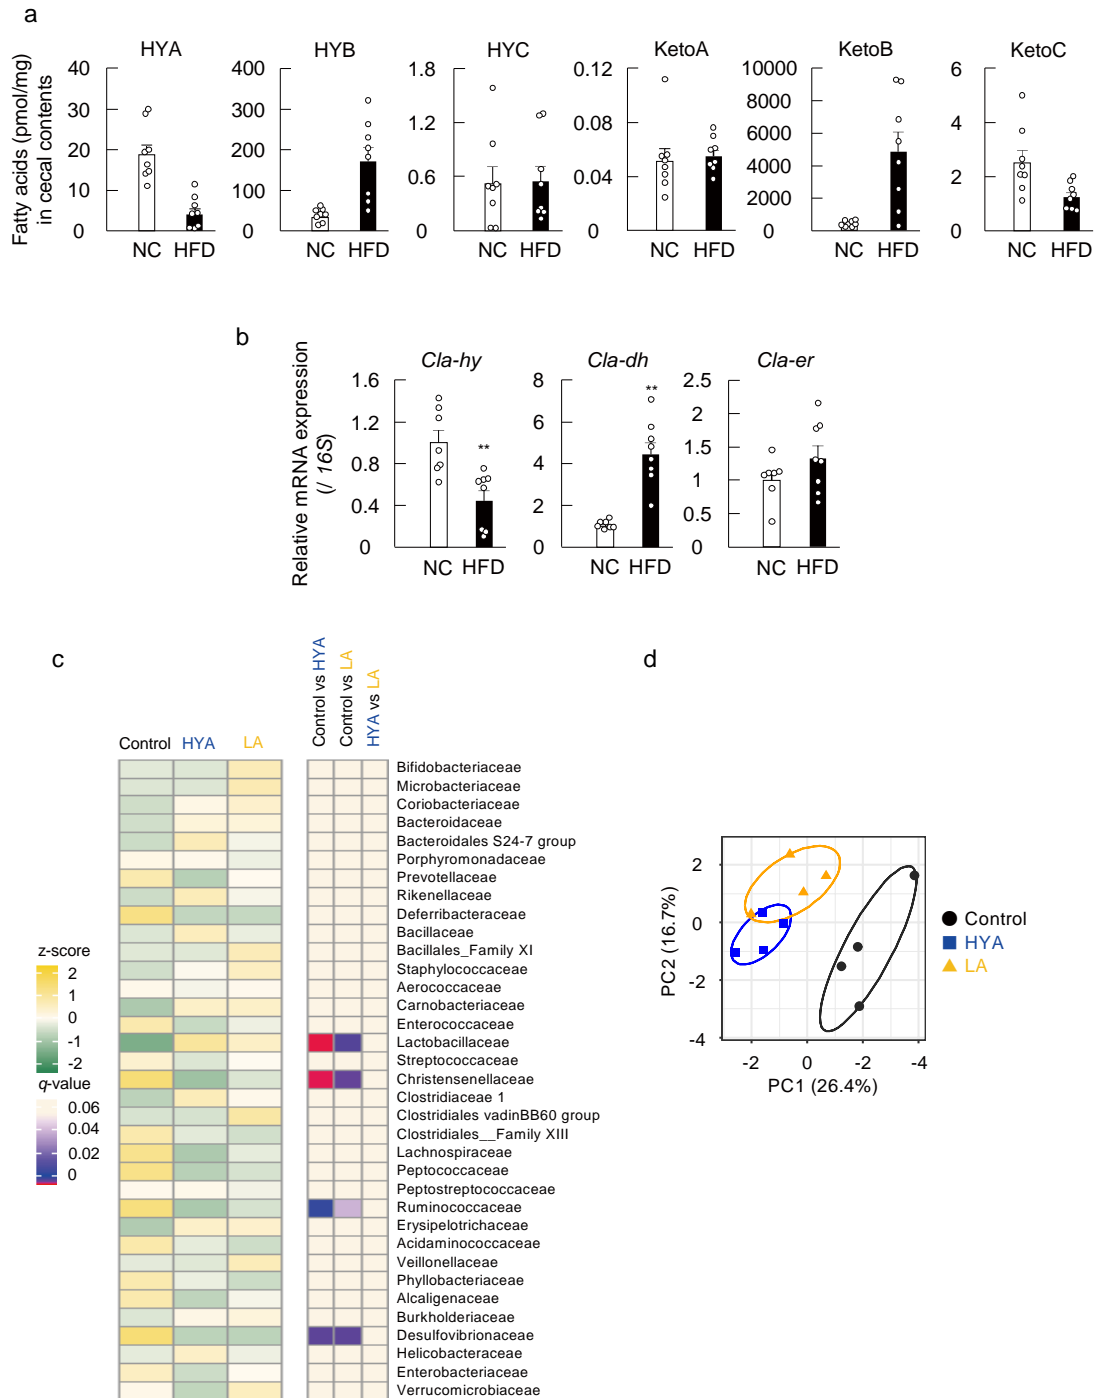 a
HYA
HYB
HYC
KetoA
KetoB
KetoC
Fatty acids (pmol/mg)
in cecal contents
40
30
20
10
0
NC HFD
400
300
200
100
0
NC HFD
1.8
1.2
0.6
0
NC HFD
0.12
0.08
0.04
0
NC HFD
10000
8000
6000
4000
2000
0
NC HFD
6
4
2
0
NC HFD
b
Relative mRNA expression
(/ 16S)
Cla-hy
1.6
1.2
0.8
0.4
0
**
NC HFD
Cla-dh
8
6
4
2
0
**
NC HFD
Cla-er
2.5
2
1.5
1
0.5
0
NC HFD
c
Control HYA LA
Control vs HYA
Control vs LA
HYA vs LA
Bifidobacteriaceae
Microbacteriaceae
Coriobacteriaceae
Bacteroidaceae
Bacteroidales S24-7 group
Porphyromonadaceae
Prevotellaceae
Rikenellaceae
Deferribacteraceae
Bacillaceae
Bacillales_Family XI
Staphylococcaceae
Aerococcaceae
Carnobacteriaceae
Enterococcaceae
Lactobacillaceae
Streptococcaceae
Christensenellaceae
Clostridiaceae 1
Clostridiales vadinBB60 group
Clostridiales__Family XIII
Lachnospiraceae
Peptococcaceae
Peptostreptococcaceae
Ruminococcaceae
Erysipelotrichaceae
Acidaminococcaceae
Veillonellaceae
Phyllobacteriaceae
Alcaligenaceae
Burkholderiaceae
Desulfovibrionaceae
Helicobacteraceae
Enterobacteriaceae
Verrucomicrobiaceae
z-score
2
1
0
-1
-2
q-value
0.06
0.04
0.02
0
d
PC2 (16.7%)
2
0
-2
-4
-2 0 -2 -4
PC1 (26.4%)
Control
HYA
LA